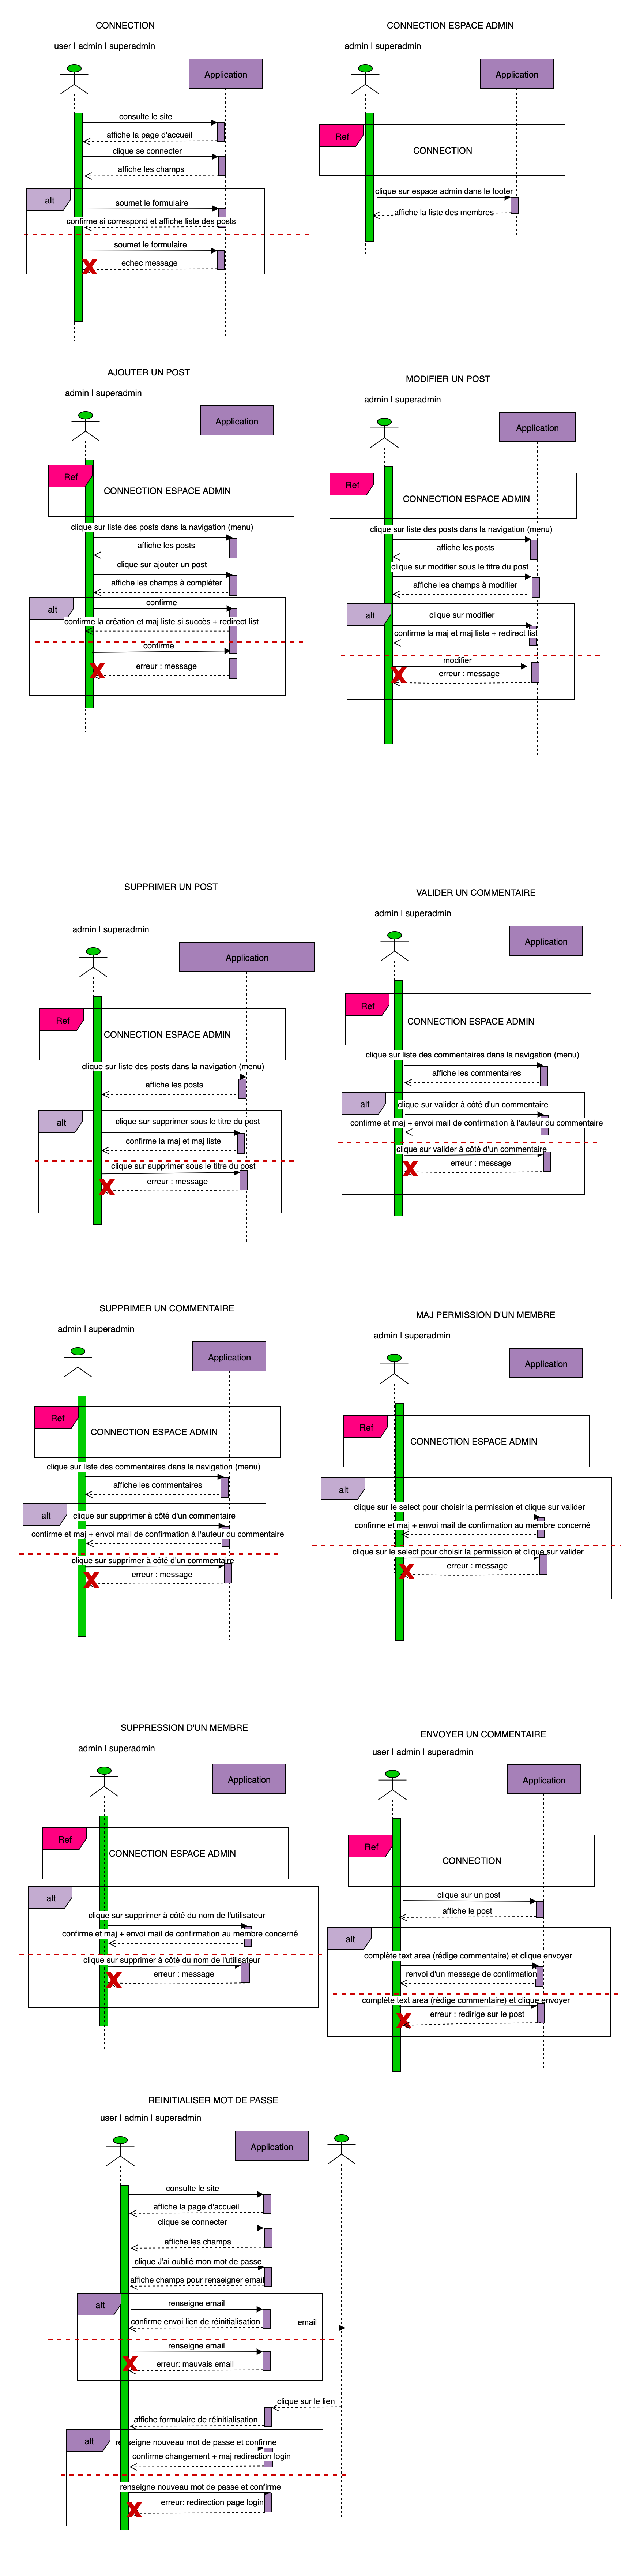 CONNECTION
user | admin | superadmin
Application
consulte le site
affiche la page d'accueil
clique se connecter
affiche les champs
alt
soumet le formulaire
confirme si correspond et affiche liste des posts
soumet le formulaire
echec message
CONNECTION ESPACE ADMIN
admin | superadmin
Application
Ref
CONNECTION
clique sur espace admin dans le footer
affiche la liste des membres
AJOUTER UN POST
admin | superadmin
Application
Ref
CONNECTION ESPACE ADMIN
clique sur liste des posts dans la navigation (menu)
affiche les posts
clique sur ajouter un post
affiche les champs à compléter
alt
confirme
confirme la création et maj liste si succès + redirect list
confirme
erreur : message
MODIFIER UN POST
admin | superadmin
Application
Ref
CONNECTION ESPACE ADMIN
clique sur liste des posts dans la navigation (menu)
affiche les posts
clique sur modifier sous le titre du post
affiche les champs à modifier
alt
clique sur modifier
confirme la maj et maj liste + redirect list
modifier
erreur : message
SUPPRIMER UN POST
admin | superadmin
Application
Ref
CONNECTION ESPACE ADMIN
clique sur liste des posts dans la navigation (menu)
affiche les posts
alt
clique sur supprimer sous le titre du post
confirme la maj et maj liste
clique sur supprimer sous le titre du post
erreur : message
VALIDER UN COMMENTAIRE
admin | superadmin
Application
Ref
CONNECTION ESPACE ADMIN
clique sur liste des commentaires dans la navigation (menu)
affiche les commentaires
alt
clique sur valider à côté d'un commentaire
confirme et maj + envoi mail de confirmation à l'auteur du commentaire
clique sur valider à côté d'un commentaire
erreur : message
SUPPRIMER UN COMMENTAIRE
admin | superadmin
Application
Ref
CONNECTION ESPACE ADMIN
clique sur liste des commentaires dans la navigation (menu)
affiche les commentaires
alt
clique sur supprimer à côté d'un commentaire
confirme et maj + envoi mail de confirmation à l'auteur du commentaire
clique sur supprimer à côté d'un commentaire
erreur : message
MAJ PERMISSION D'UN MEMBRE
admin | superadmin
Application
Ref
CONNECTION ESPACE ADMIN
alt
clique sur le select pour choisir la permission et clique sur valider
confirme et maj + envoi mail de confirmation au membre concerné
clique sur le select pour choisir la permission et clique sur valider
erreur : message
SUPPRESSION D'UN MEMBRE
admin | superadmin
Application
Ref
CONNECTION ESPACE ADMIN
alt
clique sur supprimer à côté du nom de l'utilisateur
confirme et maj + envoi mail de confirmation au membre concerné
clique sur supprimer à côté du nom de l'utilisateur
erreur : message
ENVOYER UN COMMENTAIRE
user | admin | superadmin
Application
Ref
CONNECTION
clique sur un post
affiche le post
alt
complète text area (rédige commentaire) et clique envoyer
renvoi d'un message de confirmation
complète text area (rédige commentaire) et clique envoyer
erreur : redirige sur le post
REINITIALISER MOT DE PASSE
user | admin | superadmin
Application
consulte le site
affiche la page d'accueil
clique se connecter
affiche les champs
clique J'ai oublié mon mot de passe
affiche champs pour renseigner email
alt
renseigne email
confirme envoi lien de réinitialisation
email
renseigne email
erreur: mauvais email
clique sur le lien
affiche formulaire de réinitialisation
alt
renseigne nouveau mot de passe et confirme
confirme changement + maj redirection login
renseigne nouveau mot de passe et confirme
erreur: redirection page login